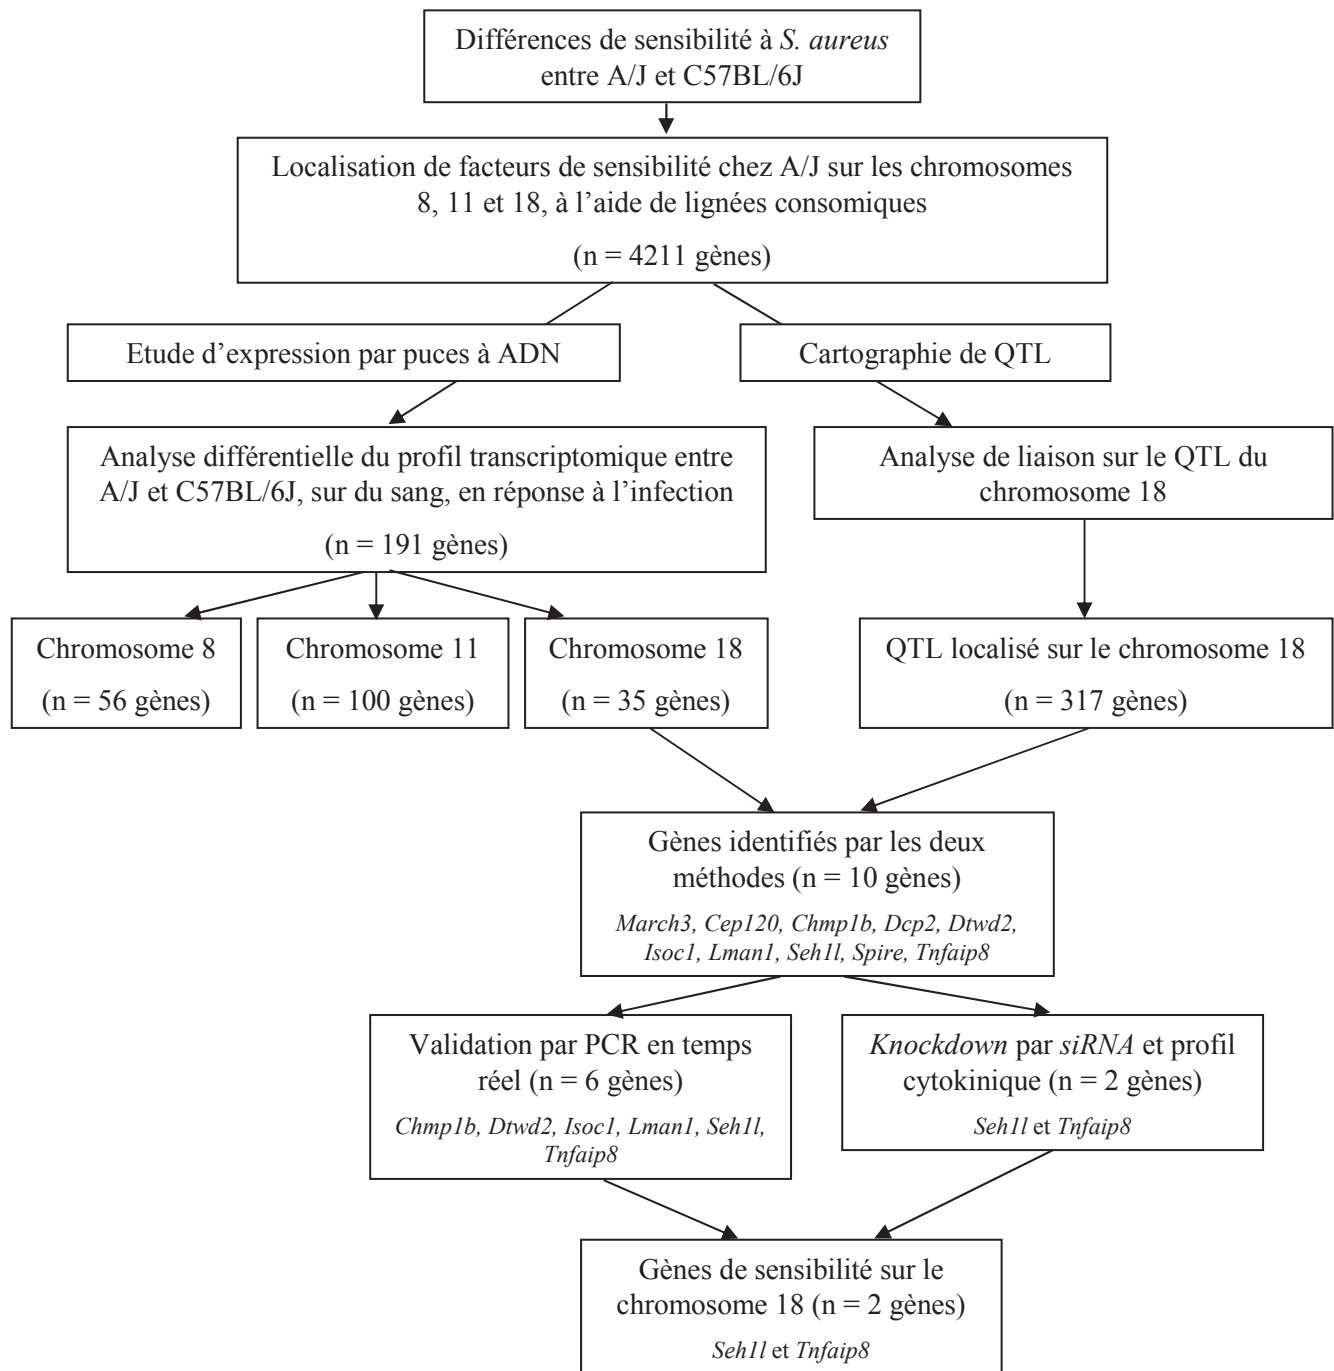 Différences de sensibilité à S. aureus
entre A/J et C57BL/6J
Localisation de facteurs de sensibilité chez A/J sur les chromosomes
8, 11 et 18, à l’aide de lignées consomiques
(n = 4211 gènes)
Etude d’expression par puces à ADN
Cartographie de QTL
Analyse différentielle du profil transcriptomique entre
A/J et C57BL/6J, sur du sang, en réponse à l’infection
(n = 191 gènes)
Analyse de liaison sur le QTL du
chromosome 18
Chromosome 8
(n = 56 gènes)
Chromosome 11
(n = 100 gènes)
Chromosome 18
(n = 35 gènes)
QTL localisé sur le chromosome 18
(n = 317 gènes)
Gènes identifiés par les deux
méthodes (n = 10 gènes)
March3, Cep120, Chmp1b, Dcp2, Dtwd2,
Isoc1, Lman1, Seh1l, Spire, Tnfaip8
Validation par PCR en temps
réel (n = 6 gènes)
Chmp1b, Dtwd2, Isoc1, Lman1, Seh1l,
Tnfaip8
Knockdown par siRNA et profil
cytokinique (n = 2 gènes)
Seh1l et Tnfaip8
Gènes de sensibilité sur le
chromosome 18 (n = 2 gènes)
Seh1l et Tnfaip8